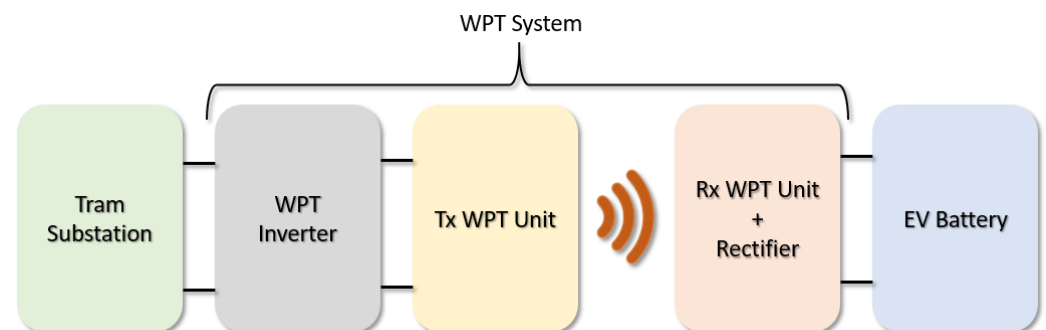 WPT System
Tram
Substation
WPT
Inverter
Tx WPT Unit
Rx WPT Unit
+
Rectifier
EV Battery